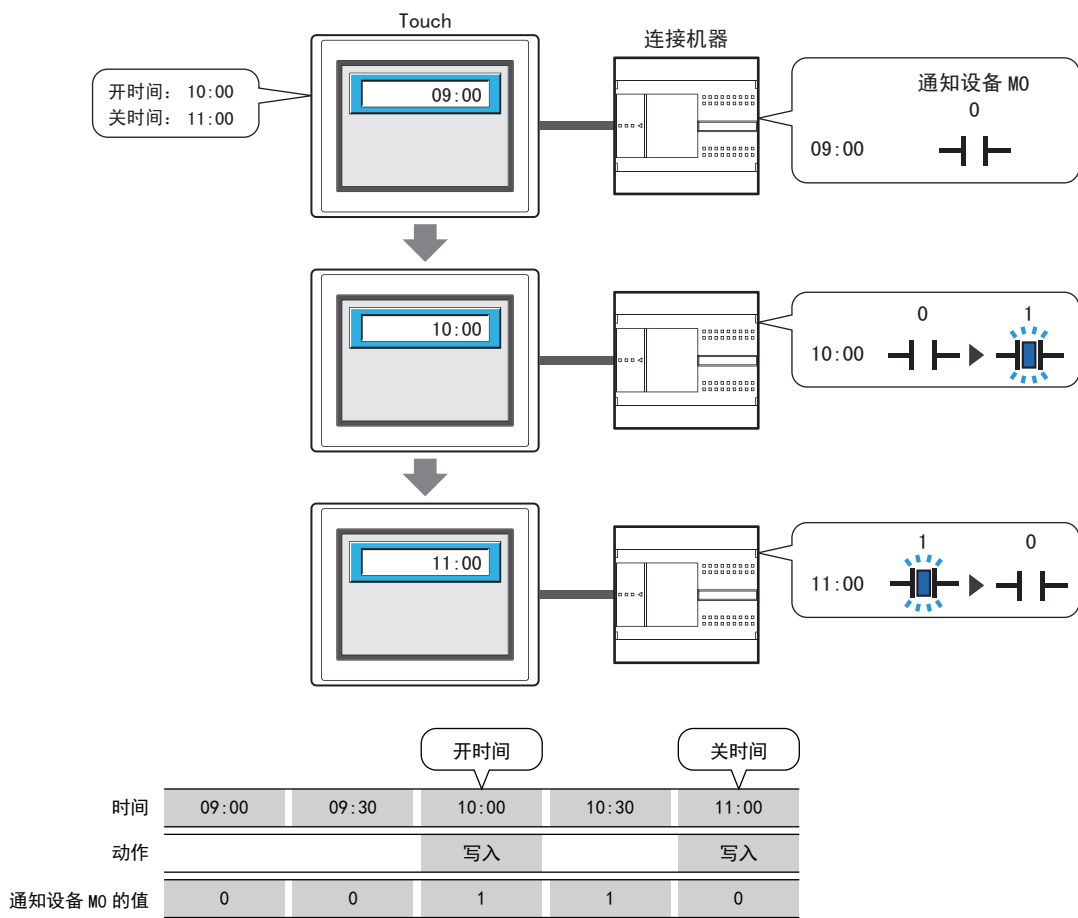 Touch
连接机器
开时间： 10:00
关时间： 11:00
09:00
通知设备 M0
0
09:00
10:00
0 1
10:00
11:00
1 0
11:00
开时间 关时间
时间 09:00 09:30 10:00 10:30 11:00
动作 写入 写入
通知设备 M0 的值 0 0 1 1 0